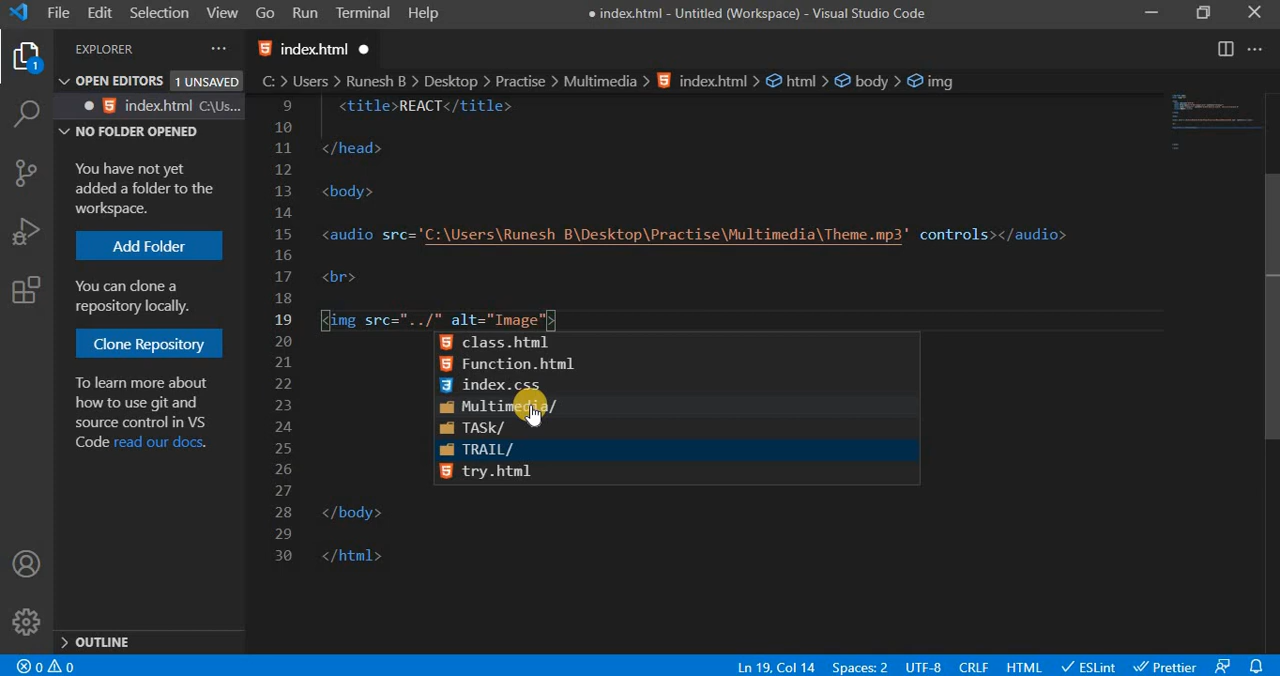 File Edit Selection View Go Run Terminal Help ● index.html - Untitled (Workspace) - Visual Studio Code
EXPLORER ··· index.html ●
OPEN EDITORS 1 UNSAVED
● index.html C:\Us...
NO FOLDER OPENED
You have not yet
added a folder to the
workspace.
Add Folder
You can clone a
repository locally.
Clone Repository
To learn more about
how to use git and
source control in VS
Code read our docs.
OUTLINE
1
C: > Users > Runesh B > Desktop > Practise > Multimedia > index.html > html > body > img
9 <title>REACT</title>
10
11 </head>
12
13 <body>
14
15 <audio src='C:\Users\Runesh B\Desktop\Practise\Multimedia\Theme.mp3' controls></audio>
16
17 <br>
18
19 <img src="../" alt="Image">
20 class.html
21 Function.html
22 index.css
23 Multimedia/
24 TASk/
25 TRAIL/
26 try.html
27
28 </body>
29
30 </html>
0 0 Ln 19, Col 14 Spaces: 2 UTF-8 CRLF HTML ✓ ESLint Prettier